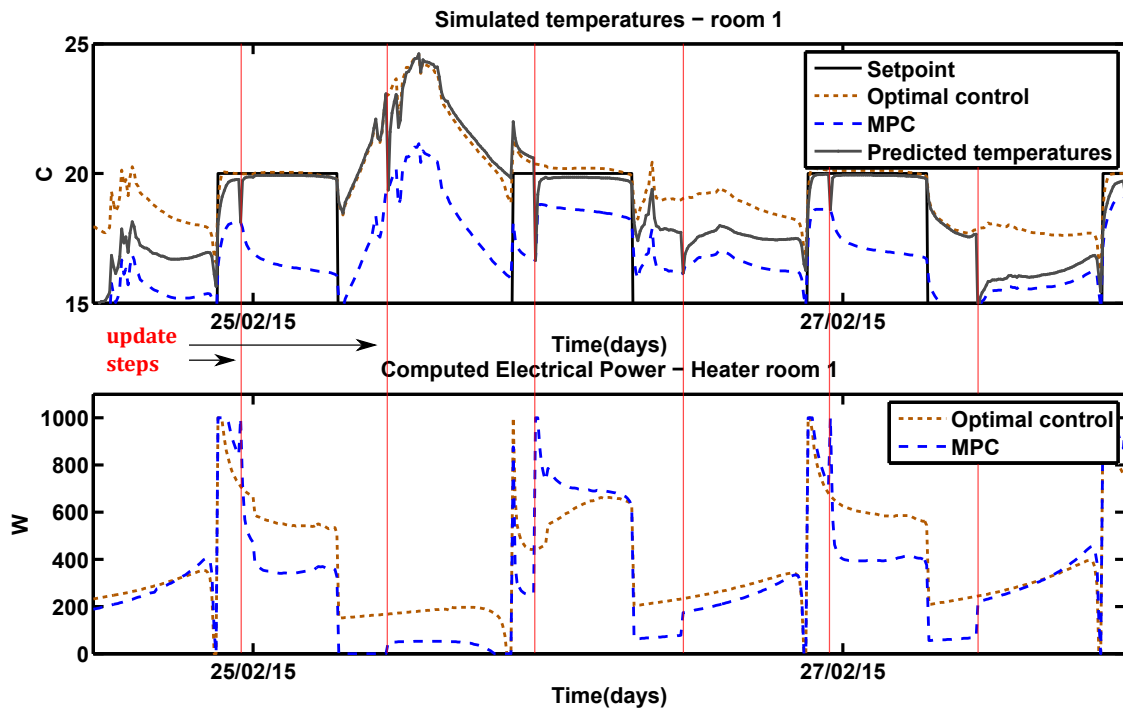 Simulated temperatures − room 1
25
20
15
C
Setpoint
Optimal control
MPC
Predicted temperatures
25/02/15
27/02/15
Time(days)
update
steps
Computed Electrical Power − Heater room 1
1000
800
600
400
200
0
W
Optimal control
MPC
25/02/15
27/02/15
Time(days)